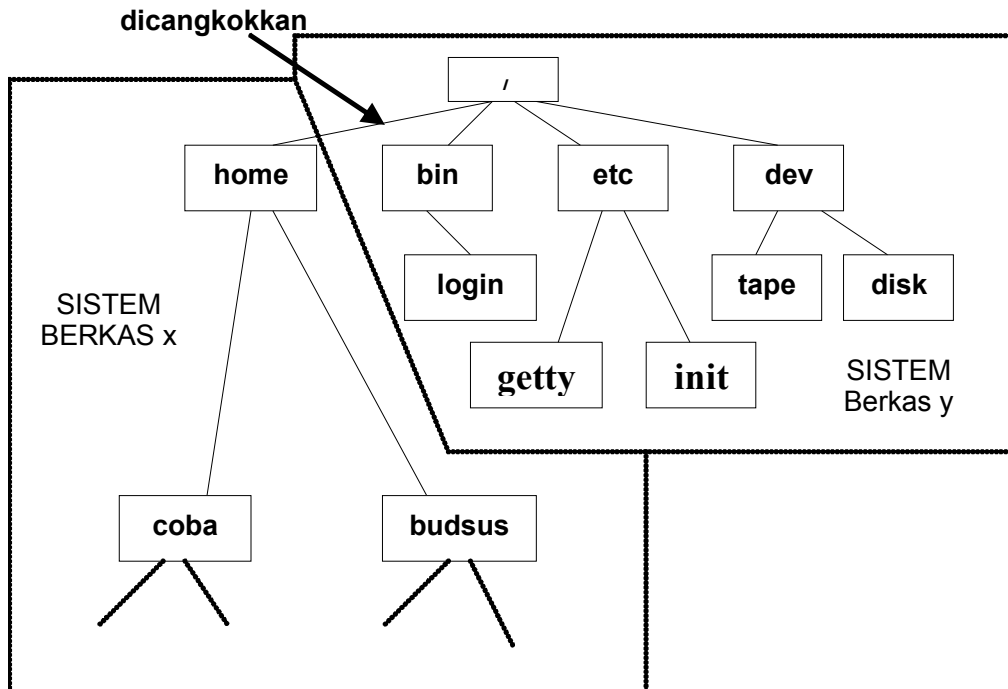 dicangkokkan
/
home
bin
etc
dev
login
tape
disk
SISTEM
BERKAS x
getty
init
SISTEM
Berkas y
coba
budsus